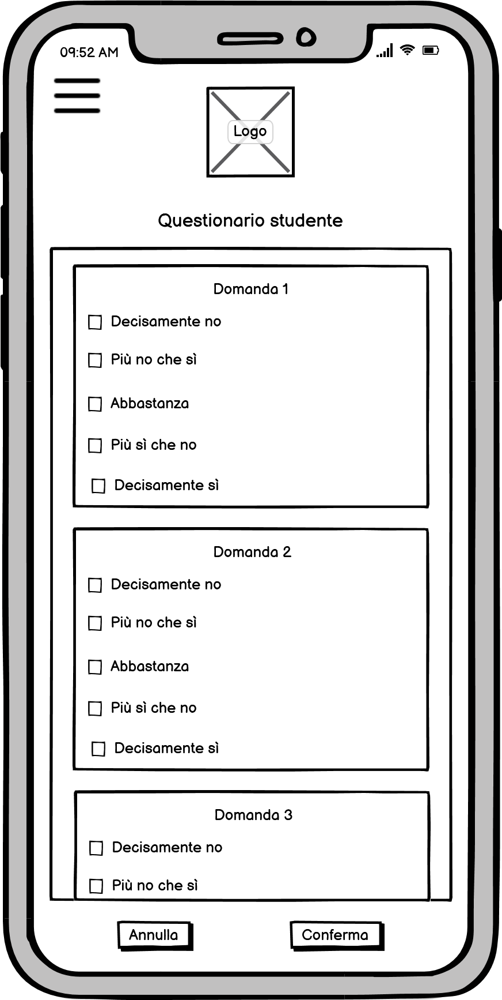 09:52 AM
Logo
Questionario studente
Domanda 1
Decisamente no
Più no che sì
Abbastanza
Più sì che no
Decisamente sì
Domanda 2
Decisamente no
Più no che sì
Abbastanza
Più sì che no
Decisamente sì
Domanda 3
Decisamente no
Più no che sì
Annulla
Conferma